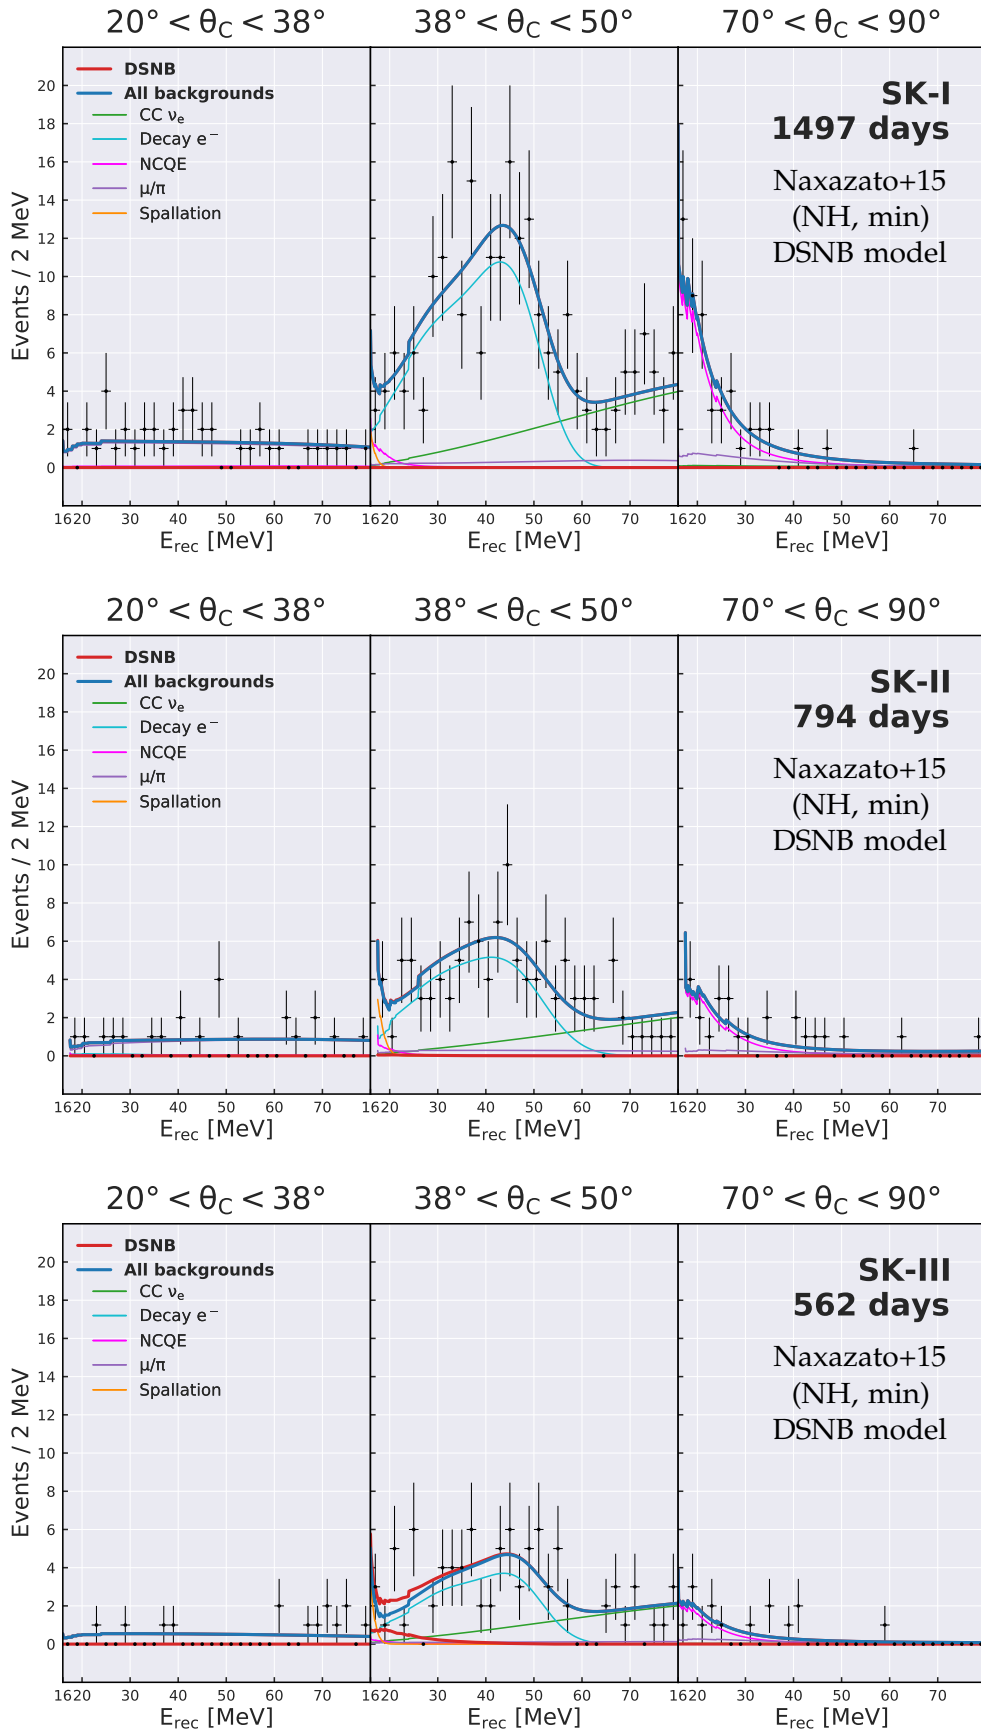 20° < θC < 38°
38° < θC < 50°
70° < θC < 90°
DSNB
All backgrounds
CC νe
Decay e−
NCQE
μ/π
Spallation
SK-I
1497 days
Naxazato+15
(NH, min)
DSNB model
Events / 2 MeV
20
18
16
14
12
10
8
6
4
2
0
1620 30 40 50 60 70
1620 30 40 50 60 70
1620 30 40 50 60 70
Erec [MeV]
Erec [MeV]
Erec [MeV]
20° < θC < 38°
38° < θC < 50°
70° < θC < 90°
DSNB
All backgrounds
CC νe
Decay e−
NCQE
μ/π
Spallation
SK-II
794 days
Naxazato+15
(NH, min)
DSNB model
Events / 2 MeV
20
18
16
14
12
10
8
6
4
2
0
1620 30 40 50 60 70
1620 30 40 50 60 70
1620 30 40 50 60 70
Erec [MeV]
Erec [MeV]
Erec [MeV]
20° < θC < 38°
38° < θC < 50°
70° < θC < 90°
DSNB
All backgrounds
CC νe
Decay e−
NCQE
μ/π
Spallation
SK-III
562 days
Naxazato+15
(NH, min)
DSNB model
Events / 2 MeV
20
18
16
14
12
10
8
6
4
2
0
1620 30 40 50 60 70
1620 30 40 50 60 70
1620 30 40 50 60 70
Erec [MeV]
Erec [MeV]
Erec [MeV]